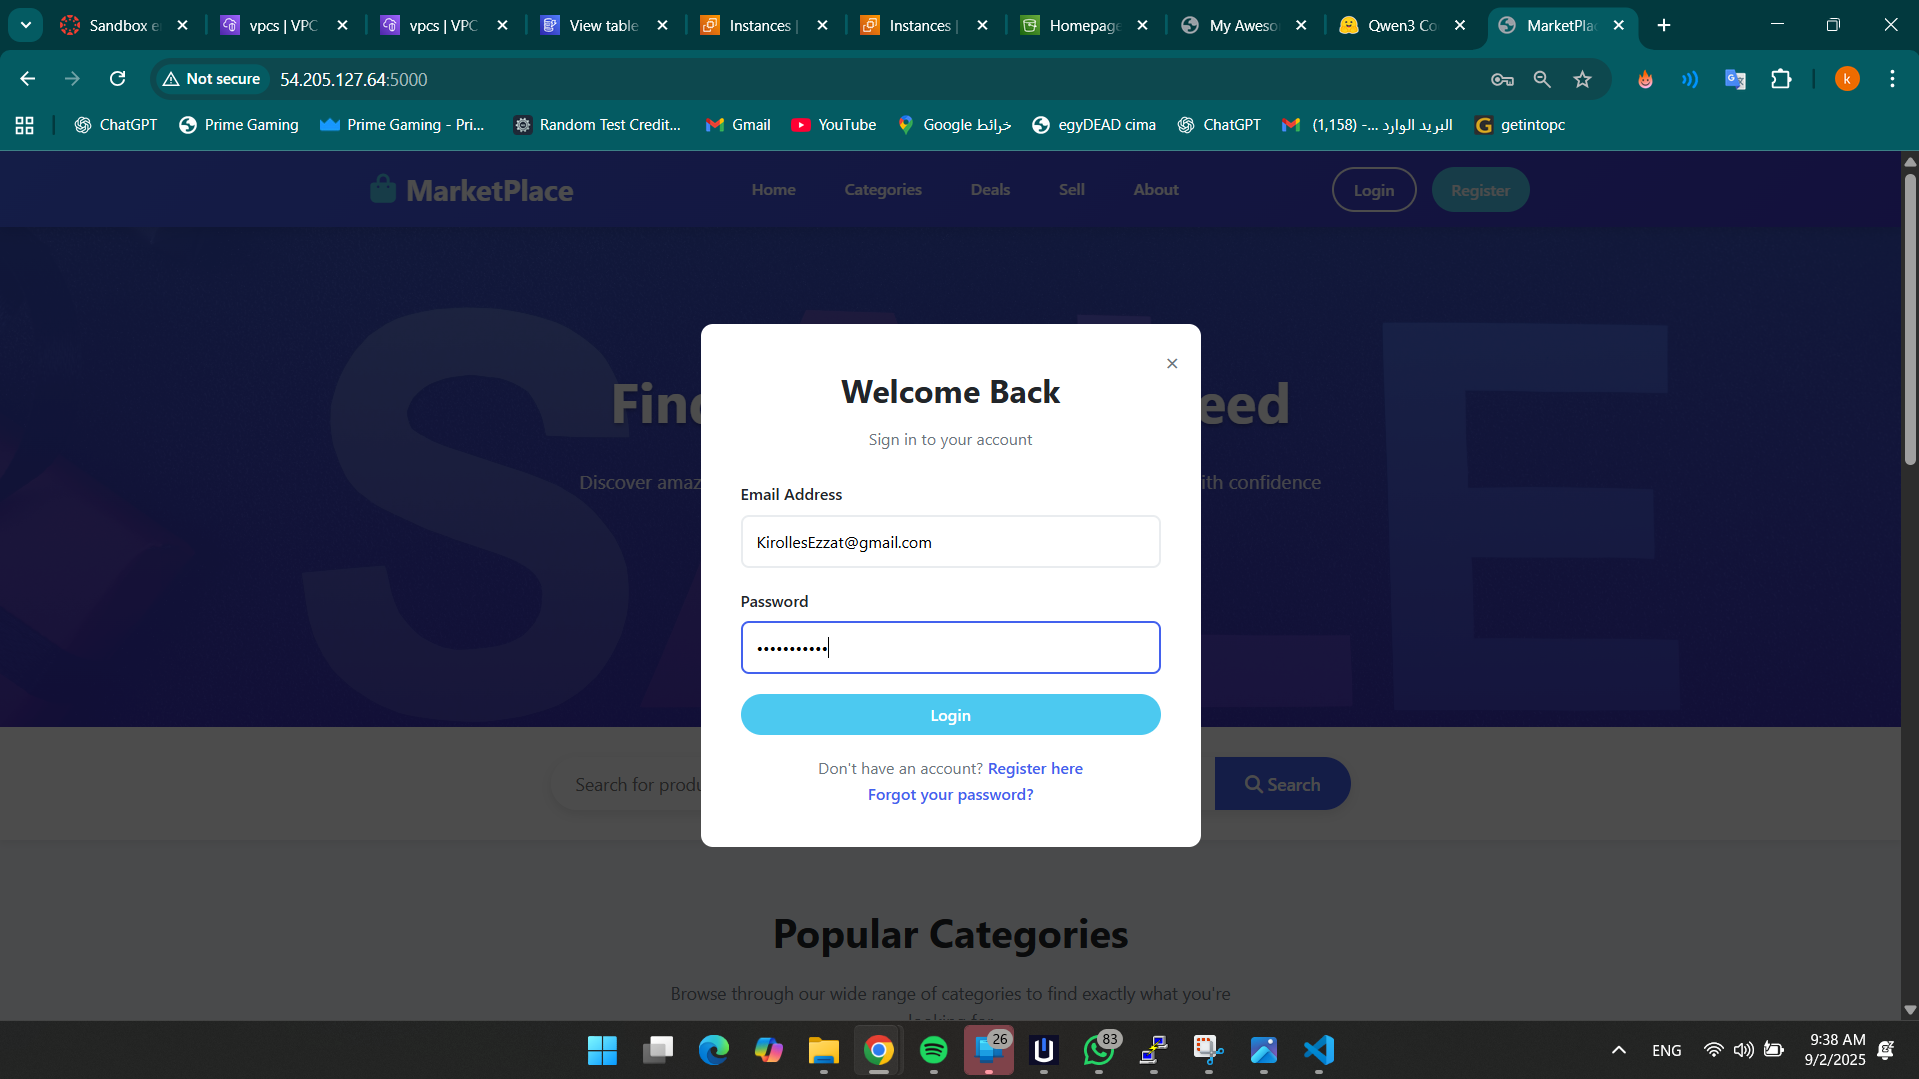 Sandbox e
vpcs | VPC
vpcs | VPC
View table
Instances |
Instances |
Homepage
My Aweso
Qwen3 Co
MarketPla
Not secure
54.205.127.64:5000
k
ChatGPT
Prime Gaming
Prime Gaming - Pri...
Random Test Credit...
Gmail
YouTube
خرائط Google
egyDEAD cima
ChatGPT
البريد الوارد -... (1,158)
getintopc
MarketPlace
Home
Categories
Deals
Sell
About
Login
Register
Find
eed
Discover amaz
ith confidence
SALE
Welcome Back
Sign in to your account
Email Address
KirollesEzzat@gmail.com
Password
•••••••••••
Login
Don't have an account? Register here
Forgot your password?
Search for produ
Search
Popular Categories
Browse through our wide range of categories to find exactly what you're
looking for
26
83
ENG
9:38 AM
9/2/2025